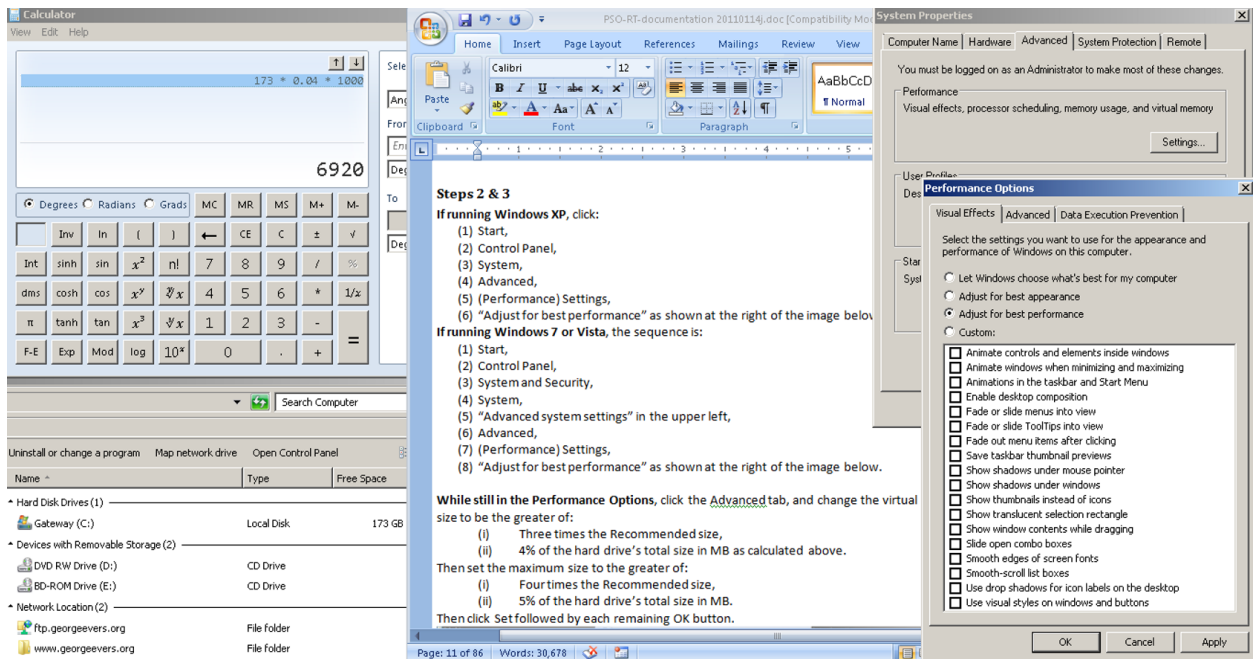 Calculator
View Edit Help
173 * 0.04 * 1000
6920
Degrees Radians Grads MC MR MS M+ M-
Inv ln ( ) ← CE C ± √
Int sinh sin x² n! 7 8 9 / %
dms cosh cos xʸ ʸ√x 4 5 6 * 1/x
π tanh tan x³ ³√x 1 2 3 - =
F-E Exp Mod log 10ˣ 0 . +
Sele
Ang
From
Deg
To
Deg
Search Computer
Uninstall or change a program Map network drive Open Control Panel
Name Type Free Space
Hard Disk Drives (1)
Gateway (C:) Local Disk 173 GB
Devices with Removable Storage (2)
DVD RW Drive (D:) CD Drive
BD-ROM Drive (E:) CD Drive
Network Location (2)
ftp.georgeevers.org File folder
www.georgeevers.org File folder
PSO-RT-documentation 20110114j.doc [Compatibility Mod
Home Insert Page Layout References Mailings Review View
Calibri 12
Paste
B I U abc X₂ X² 
ab A Aa A A
AaBbCcD
¶ Normal
Clipboard Font Paragraph
1 2 3 4 5
Steps 2 & 3
If running Windows XP, click:
(1) Start,
(2) Control Panel,
(3) System,
(4) Advanced,
(5) (Performance) Settings,
(6) “Adjust for best performance” as shown at the right of the image below
If running Windows 7 or Vista, the sequence is:
(1) Start,
(2) Control Panel,
(3) System and Security,
(4) System,
(5) “Advanced system settings” in the upper left,
(6) Advanced,
(7) (Performance) Settings,
(8) “Adjust for best performance” as shown at the right of the image below.
While still in the Performance Options, click the Advanced tab, and change the virtual
size to be the greater of:
(i) Three times the Recommended size,
(ii) 4% of the hard drive’s total size in MB as calculated above.
Then set the maximum size to the greater of:
(i) Four times the Recommended size,
(ii) 5% of the hard drive’s total size in MB.
Then click Set followed by each remaining OK button.
Page: 11 of 86 Words: 30,678
System Properties
Computer Name Hardware Advanced System Protection Remote
You must be logged on as an Administrator to make most of these changes.
Performance
Visual effects, processor scheduling, memory usage, and virtual memory
Settings...
User Profiles
Des
Star
Syst
Performance Options
Visual Effects Advanced Data Execution Prevention
Select the settings you want to use for the appearance and
performance of Windows on this computer.
Let Windows choose what's best for my computer
Adjust for best appearance
Adjust for best performance
Custom:
Animate controls and elements inside windows
Animate windows when minimizing and maximizing
Animations in the taskbar and Start Menu
Enable desktop composition
Fade or slide menus into view
Fade or slide ToolTips into view
Fade out menu items after clicking
Save taskbar thumbnail previews
Show shadows under mouse pointer
Show shadows under windows
Show thumbnails instead of icons
Show translucent selection rectangle
Show window contents while dragging
Slide open combo boxes
Smooth edges of screen fonts
Smooth-scroll list boxes
Use drop shadows for icon labels on the desktop
Use visual styles on windows and buttons
OK Cancel Apply